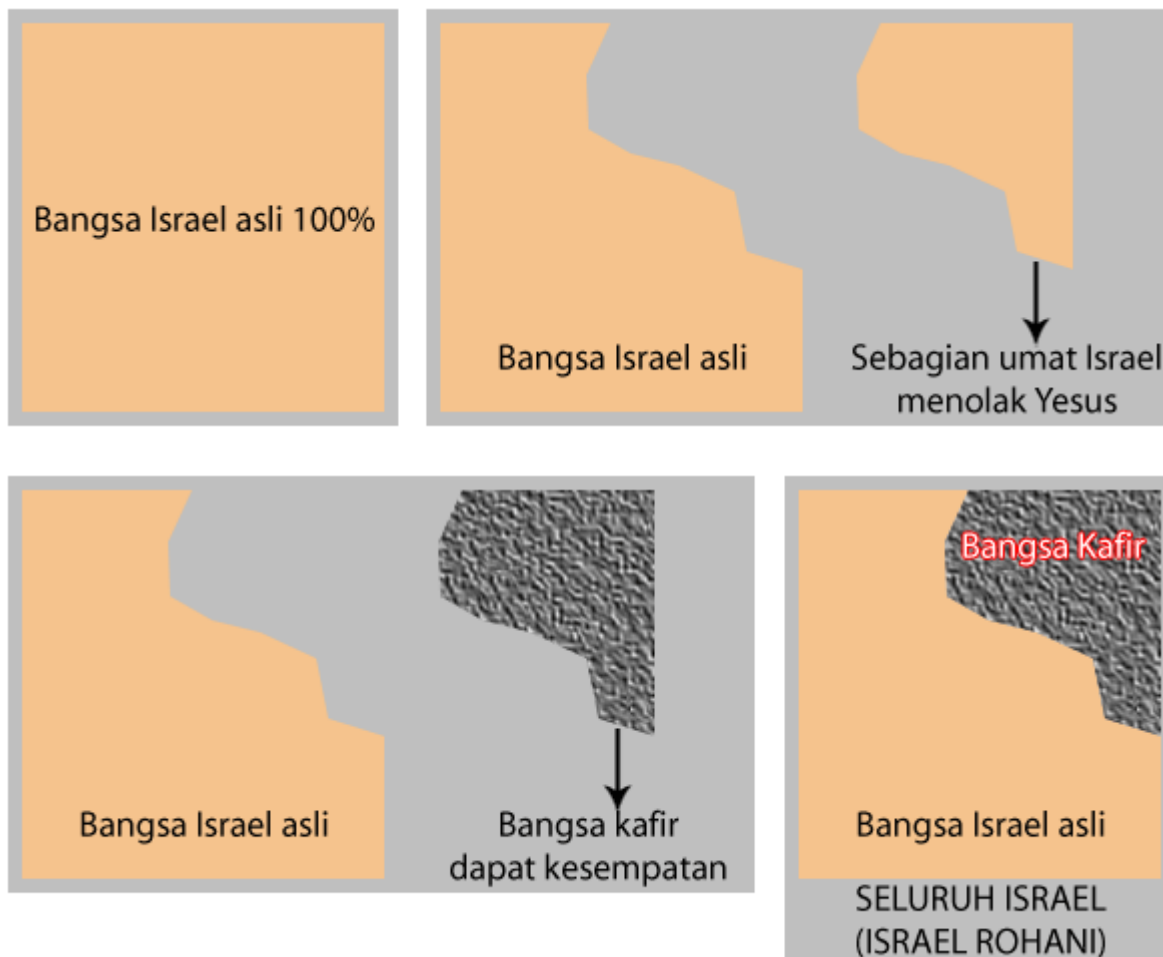 Bangsa Israel asli 100%
Bangsa Israel asli
Sebagian umat Israel
menolak Yesus
Bangsa Israel asli
Bangsa kafir
dapat kesempatan
Bangsa Kafir
Bangsa Israel asli
SELURUH ISRAEL
(ISRAEL ROHANI)